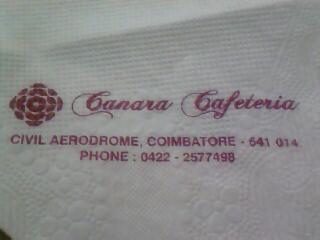 Canara Cafeteria
CIVIL AERODROME, COIMBATORE - 641 014
PHONE : 0422 - 2577498